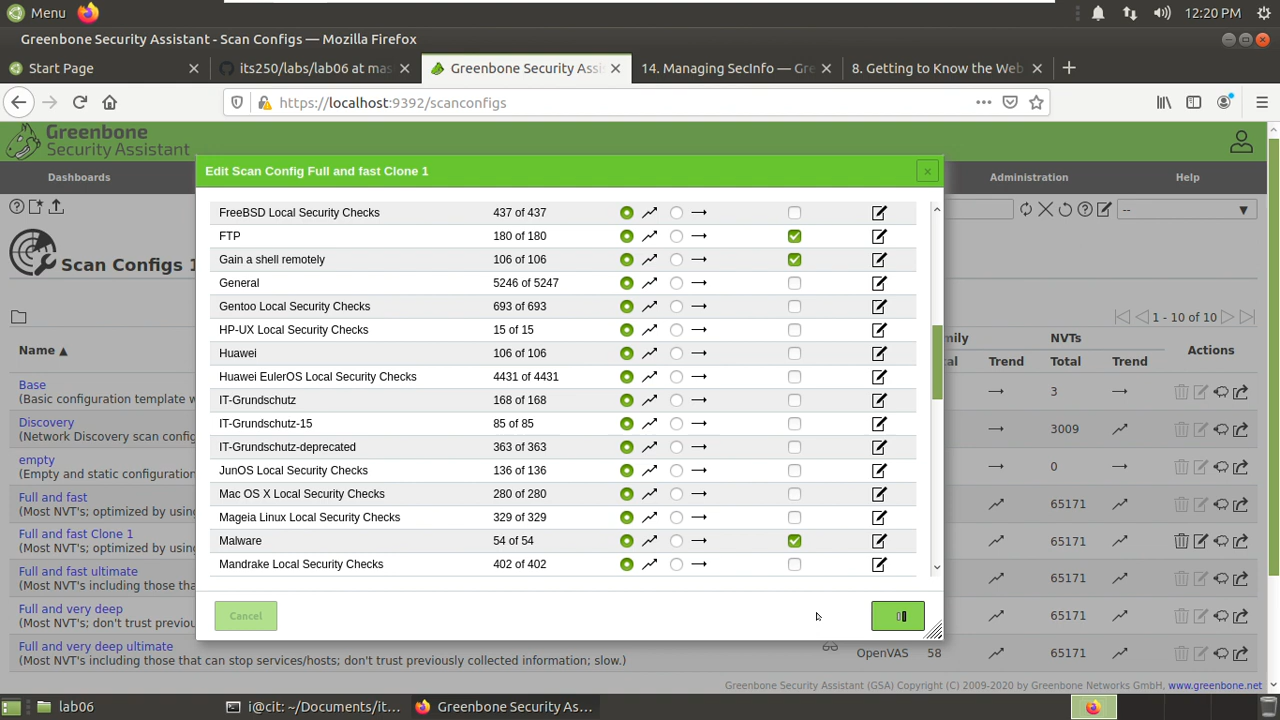 Menu
12:20 PM
Greenbone Security Assistant - Scan Configs — Mozilla Firefox
Start Page
its250/labs/lab06 at mas
Greenbone Security Assis
14. Managing SecInfo — Gre
8. Getting to Know the Web
https://localhost:9392/scanconfigs
Greenbone
Security Assistant
Dashboards
Administration
Help
Edit Scan Config Full and fast Clone 1
--
Scan Configs 1
FreeBSD Local Security Checks 437 of 437
FTP 180 of 180
Gain a shell remotely 106 of 106
General 5246 of 5247
Gentoo Local Security Checks 693 of 693
HP-UX Local Security Checks 15 of 15
Huawei 106 of 106
Huawei EulerOS Local Security Checks 4431 of 4431
IT-Grundschutz 168 of 168
IT-Grundschutz-15 85 of 85
IT-Grundschutz-deprecated 363 of 363
JunOS Local Security Checks 136 of 136
Mac OS X Local Security Checks 280 of 280
Mageia Linux Local Security Checks 329 of 329
Malware 54 of 54
Mandrake Local Security Checks 402 of 402
Cancel
1 - 10 of 10
Name
mily
NVTs
Actions
al
Trend
Total
Trend
Base
(Basic configuration template w
3
Discovery
(Network Discovery scan config
3009
empty
(Empty and static configuration
0
Full and fast
(Most NVT's; optimized by using
65171
Full and fast Clone 1
(Most NVT's; optimized by using
65171
Full and fast ultimate
(Most NVT's including those tha
65171
Full and very deep
(Most NVT's; don't trust previou
65171
Full and very deep ultimate
(Most NVT's including those that can stop services/hosts; don't trust previously collected information; slow.)
OpenVAS
58
65171
Greenbone Security Assistant (GSA) Copyright (C) 2009-2020 by Greenbone Networks GmbH, www.greenbone.net
lab06
i@cit: ~/Documents/it...
Greenbone Security As...